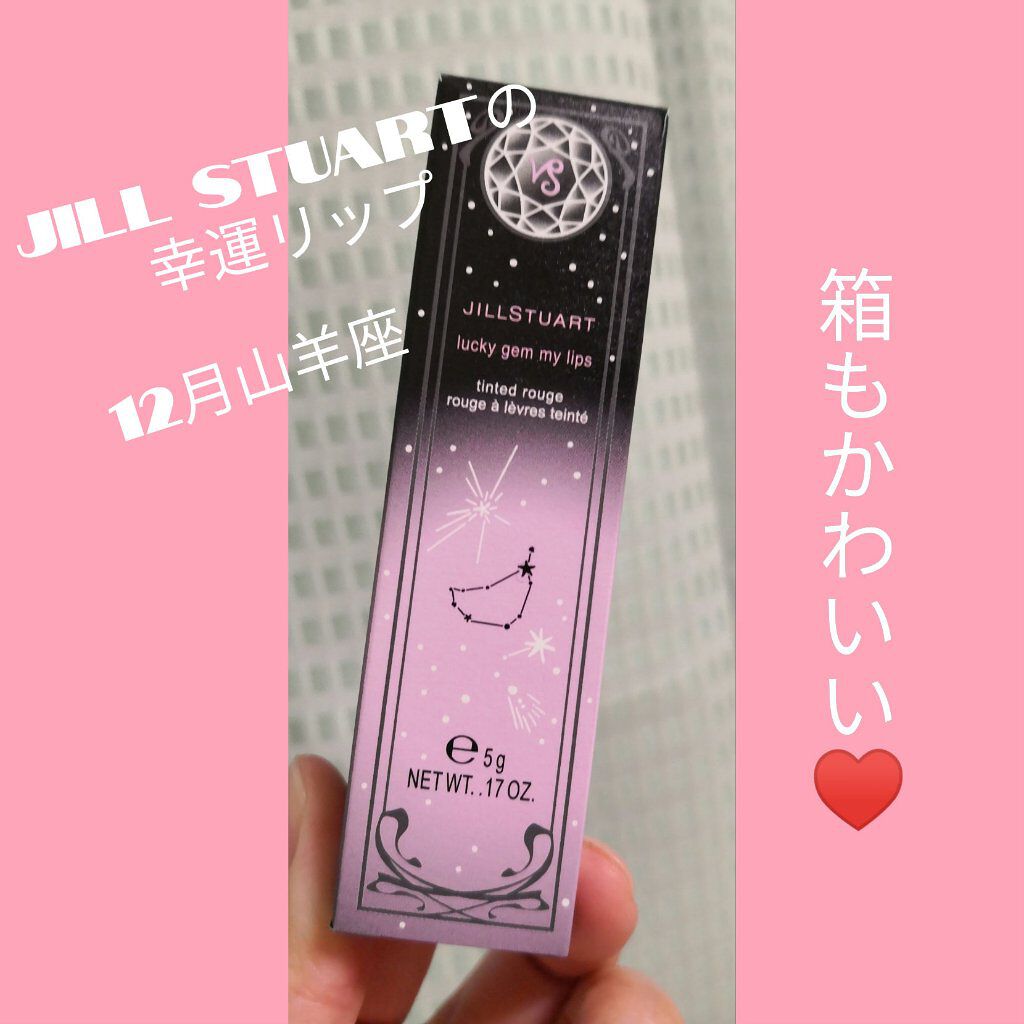 JILL STUARTの
幸運リップ
12月山羊座
箱もかわいい♥
JILLSTUART
lucky gem my lips
tinted rouge
rouge à lèvres teinté
℮ 5g
NET WT. .17 OZ.